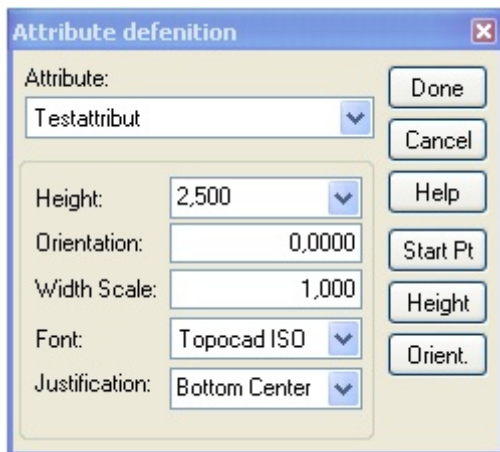 Attribute defenition
Attribute:
Testattribut
Done
Cancel
Help
Start Pt
Height
Orient.
Height: 2,500
Orientation: 0,0000
Width Scale: 1,000
Font: Topocad ISO
Justification: Bottom Center